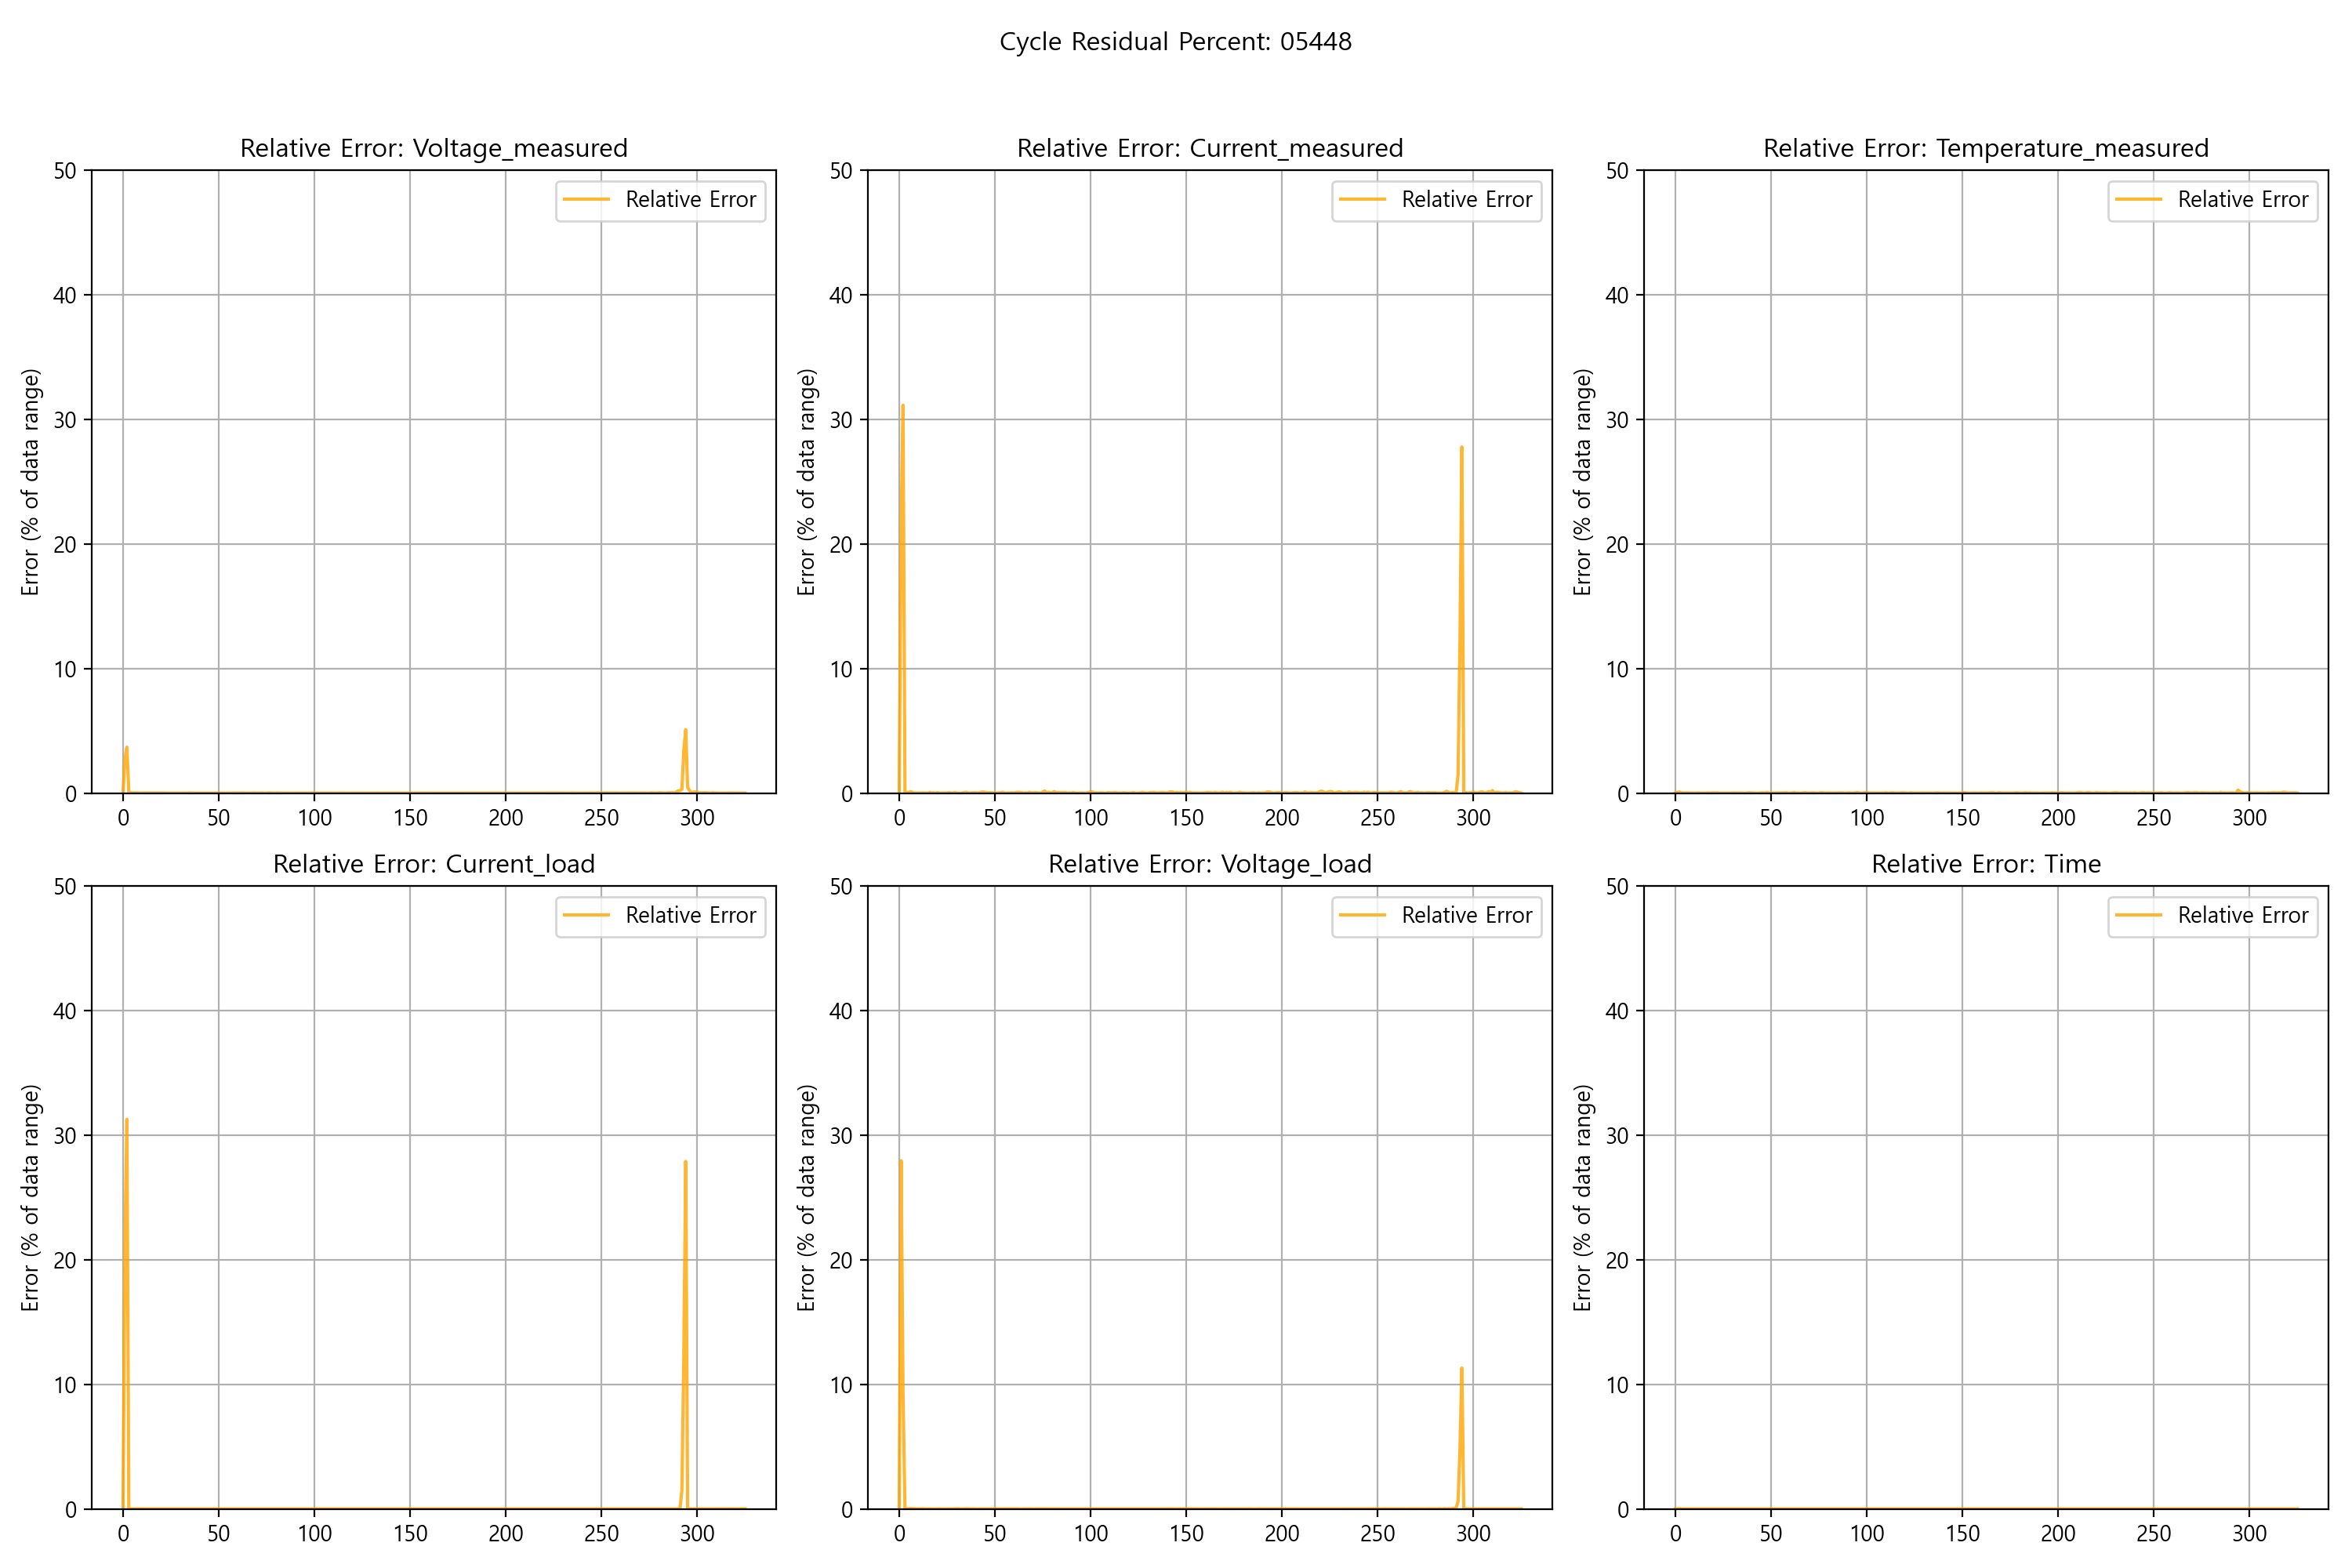 Cycle Residual Percent: 05448
Relative Error: Voltage_measured
50
40
30
20
10
0
Error (% of data range)
Relative Error
0 50 100 150 200 250 300
Relative Error: Current_measured
50
40
30
20
10
0
Error (% of data range)
Relative Error
0 50 100 150 200 250 300
Relative Error: Temperature_measured
50
40
30
20
10
0
Error (% of data range)
Relative Error
0 50 100 150 200 250 300
Relative Error: Current_load
50
40
30
20
10
0
Error (% of data range)
Relative Error
0 50 100 150 200 250 300
Relative Error: Voltage_load
50
40
30
20
10
0
Error (% of data range)
Relative Error
0 50 100 150 200 250 300
Relative Error: Time
50
40
30
20
10
0
Error (% of data range)
Relative Error
0 50 100 150 200 250 300